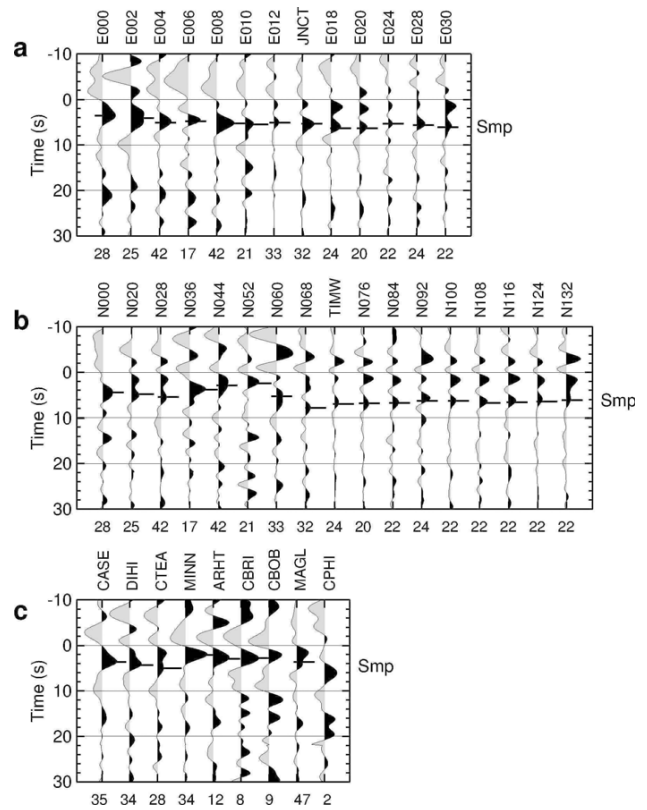 a
E000 E002 E004 E006 E008 E010 E012 JNCT E018 E020 E024 E028 E030
Time (s)
-10
0
10
20
30
Smp
28 25 42 17 42 21 33 32 24 20 22 24 22
b
N000 N020 N028 N036 N044 N052 N060 N068 TIMW N076 N084 N092 N100 N108 N116 N124 N132
Time (s)
-10
0
10
20
30
Smp
28 25 42 17 42 21 33 32 24 20 22 24 22 22 22 22 22
c
CASE DIHI CTEA MINN ARHT CBRI CBOB MAGL CPHI
Time (s)
-10
0
10
20
30
Smp
35 34 28 34 12 8 9 47 2